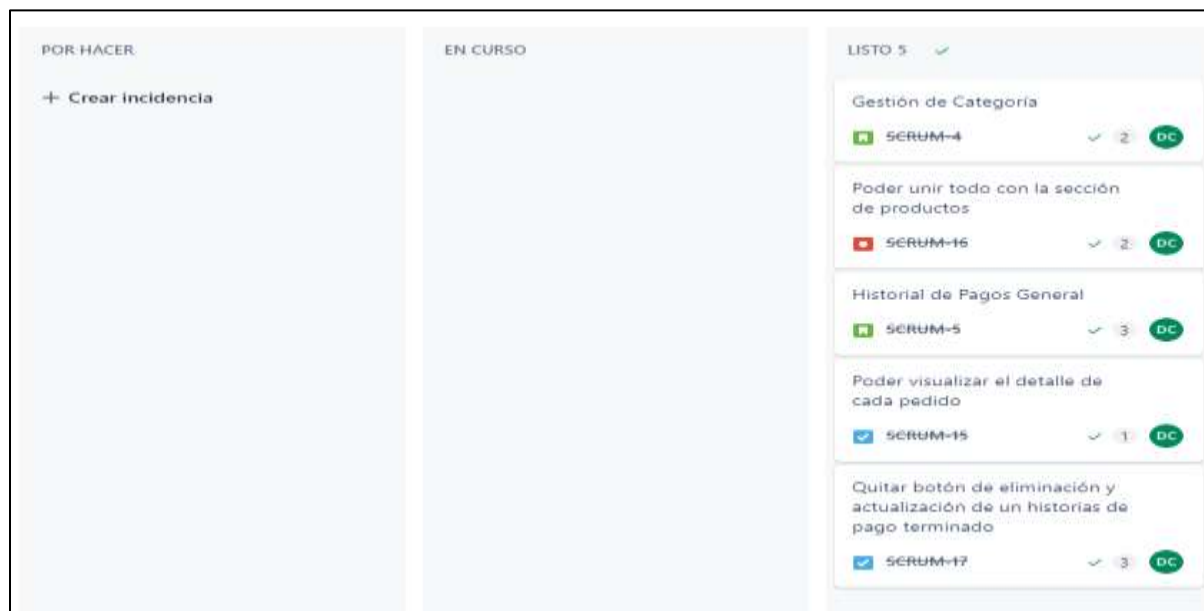 POR HACER
+ Crear incidencia
EN CURSO
LISTO 5
Gestión de Categoría
SCRUM-4
2
DC
Poder unir todo con la sección
de productos
SCRUM-16
2
DC
Historial de Pagos General
SCRUM-5
3
DC
Poder visualizar el detalle de
cada pedido
SCRUM-15
1
DC
Quitar botón de eliminación y
actualización de un historias de
pago terminado
SCRUM-17
3
DC